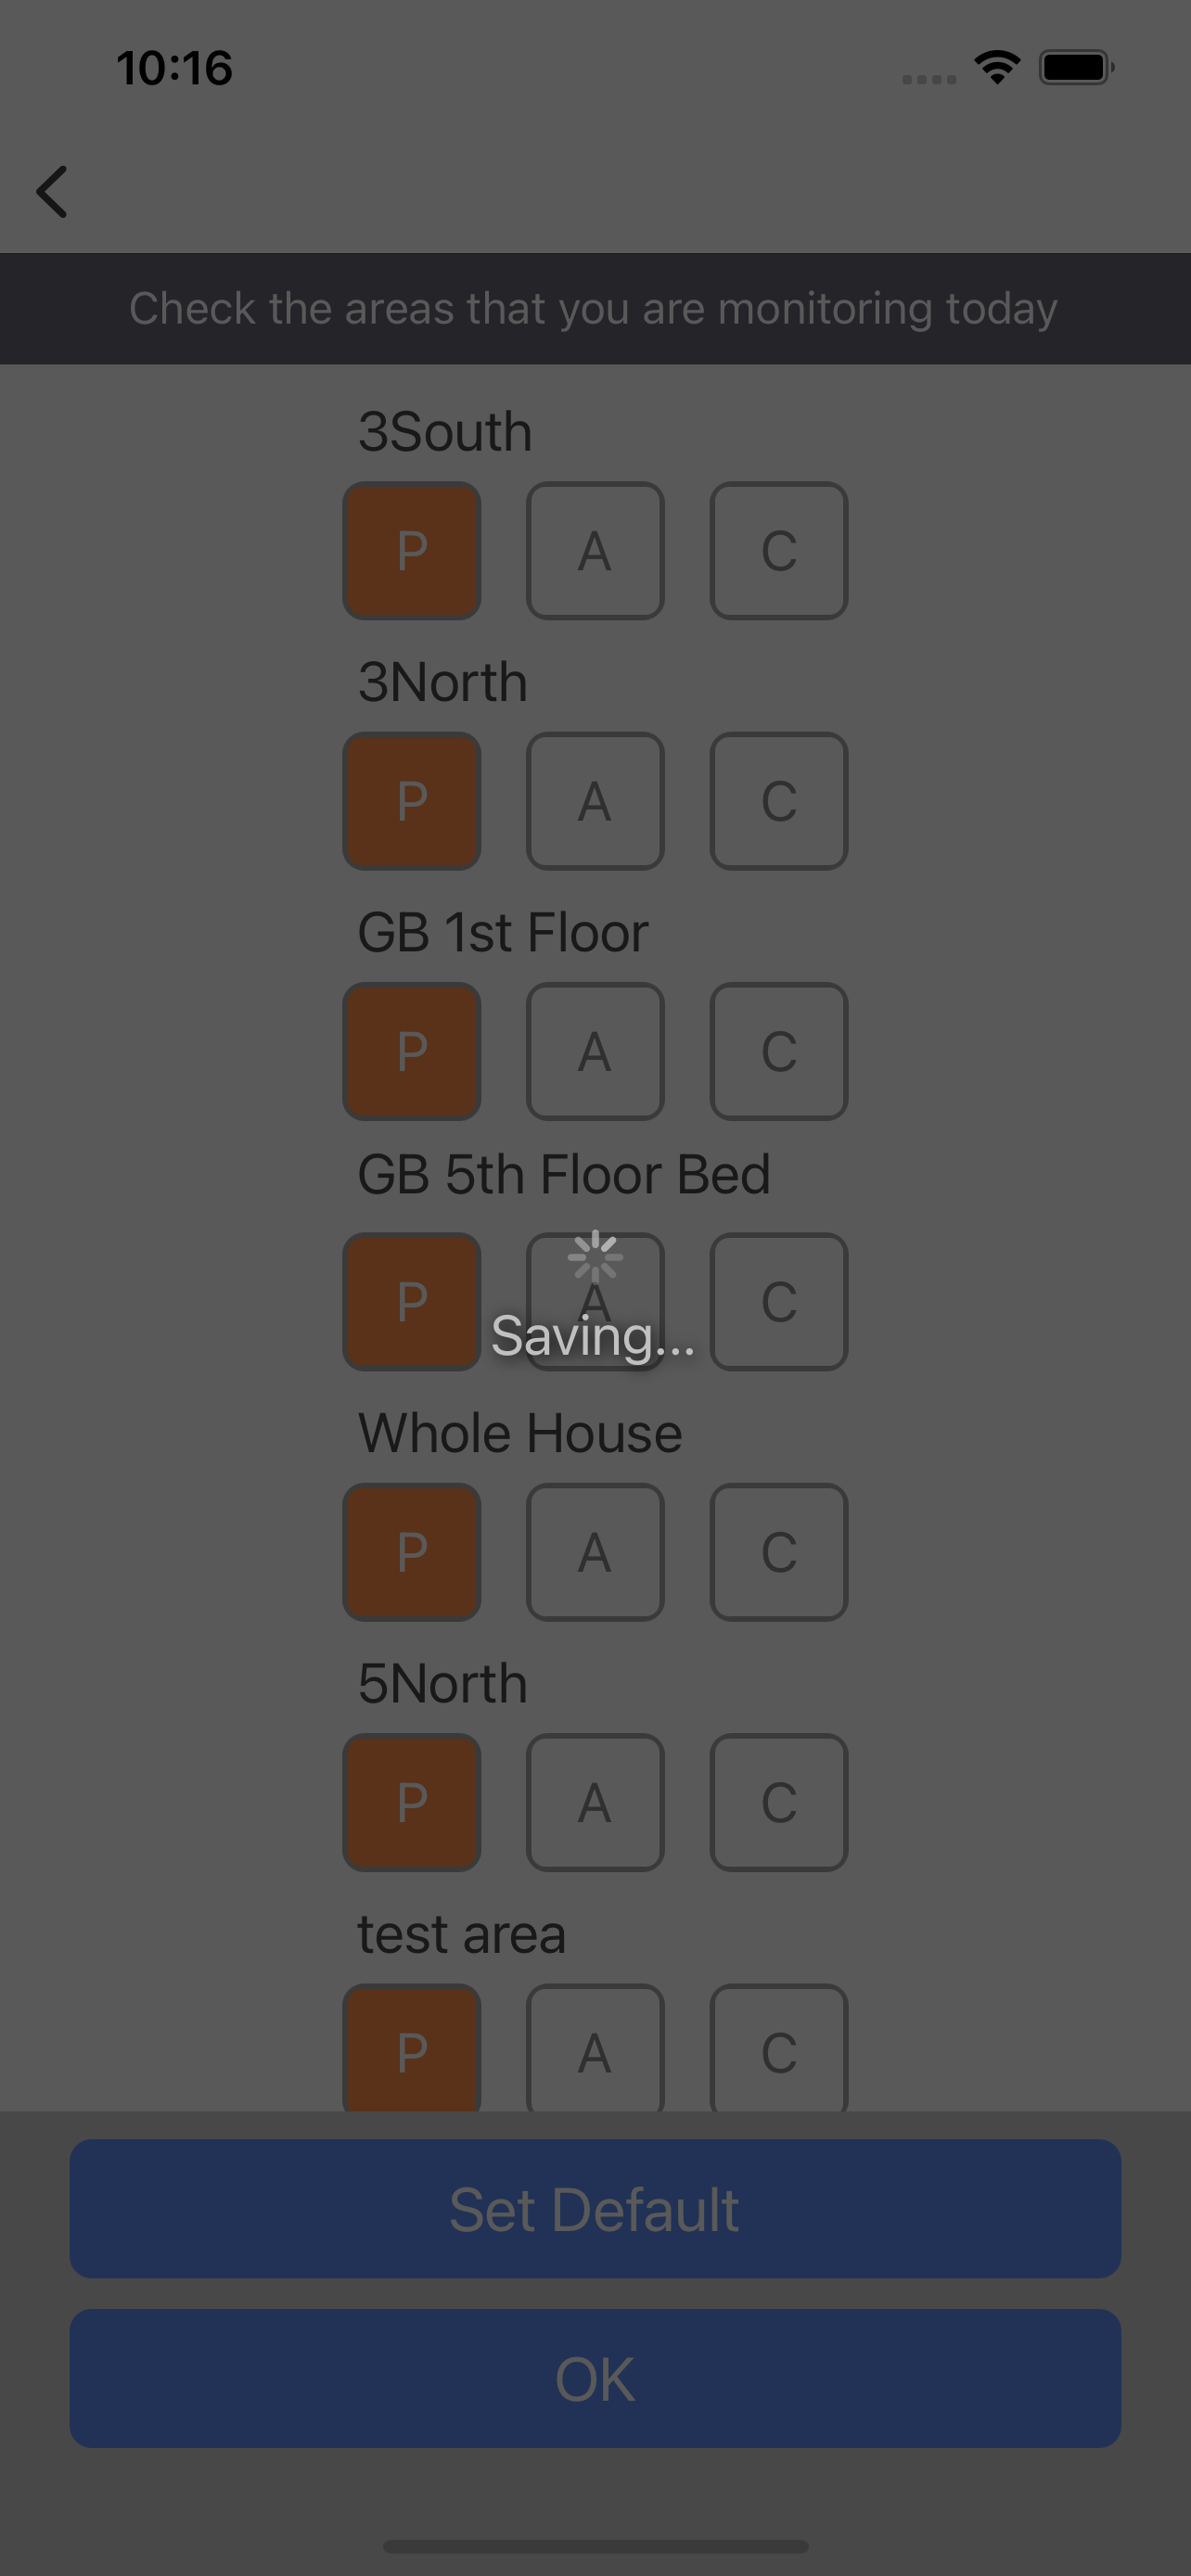 10:16
Check the areas that you are monitoring today
3South
P A C
3North
P A C
GB 1st Floor
P A C
GB 5th Floor Bed
P A C
Saving...
Whole House
P A C
5North
P A C
test area
P A C
Set Default
OK